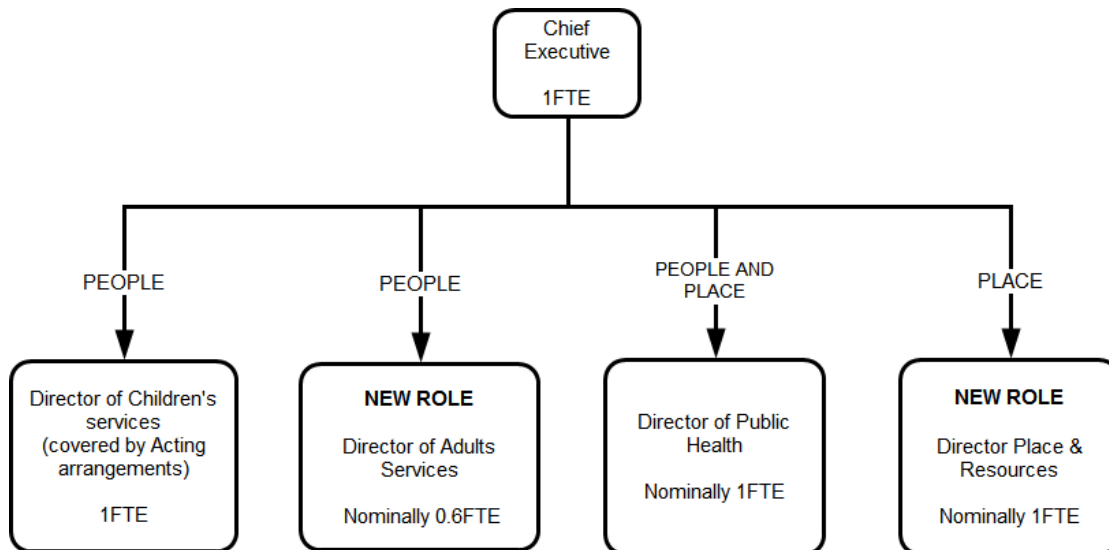 Chief
Executive
1FTE
PEOPLE
PEOPLE
PEOPLE AND
PLACE
PLACE
Director of Children's
services
(covered by Acting
arrangements)
1FTE
NEW ROLE
Director of Adults
Services
Nominally 0.6FTE
Director of Public
Health
Nominally 1FTE
NEW ROLE
Director Place &
Resources
Nominally 1FTE